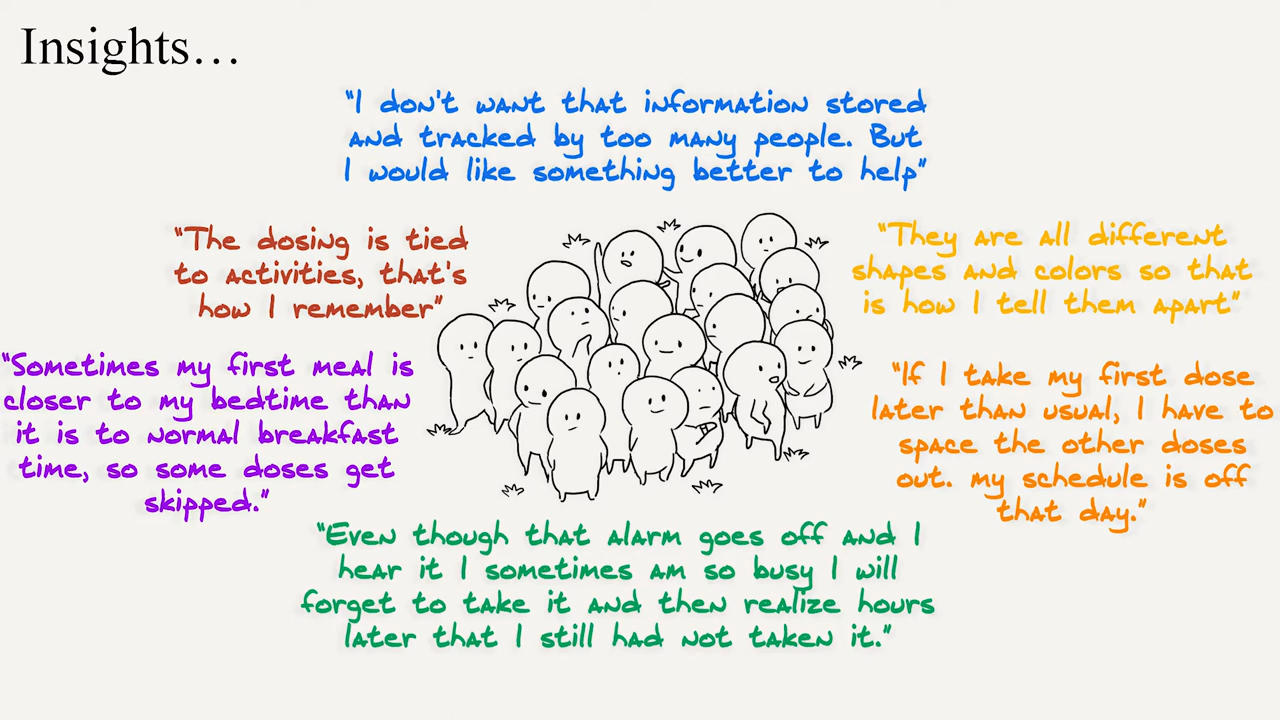 Insights...
"I don't want that information stored
and tracked by too many people. But
I would like something better to help"
"The dosing is tied
to activities, that's
how I remember"
"They are all different
shapes and colors so that
is how I tell them apart"
"Sometimes my first meal is
closer to my bedtime than
it is to normal breakfast
time, so some doses get
skipped."
"If I take my first dose
later than usual, I have to
space the other doses
out. my schedule is off
that day."
"Even though that alarm goes off and I
hear it I sometimes am so busy I will
forget to take it and then realize hours
later that I still had not taken it."